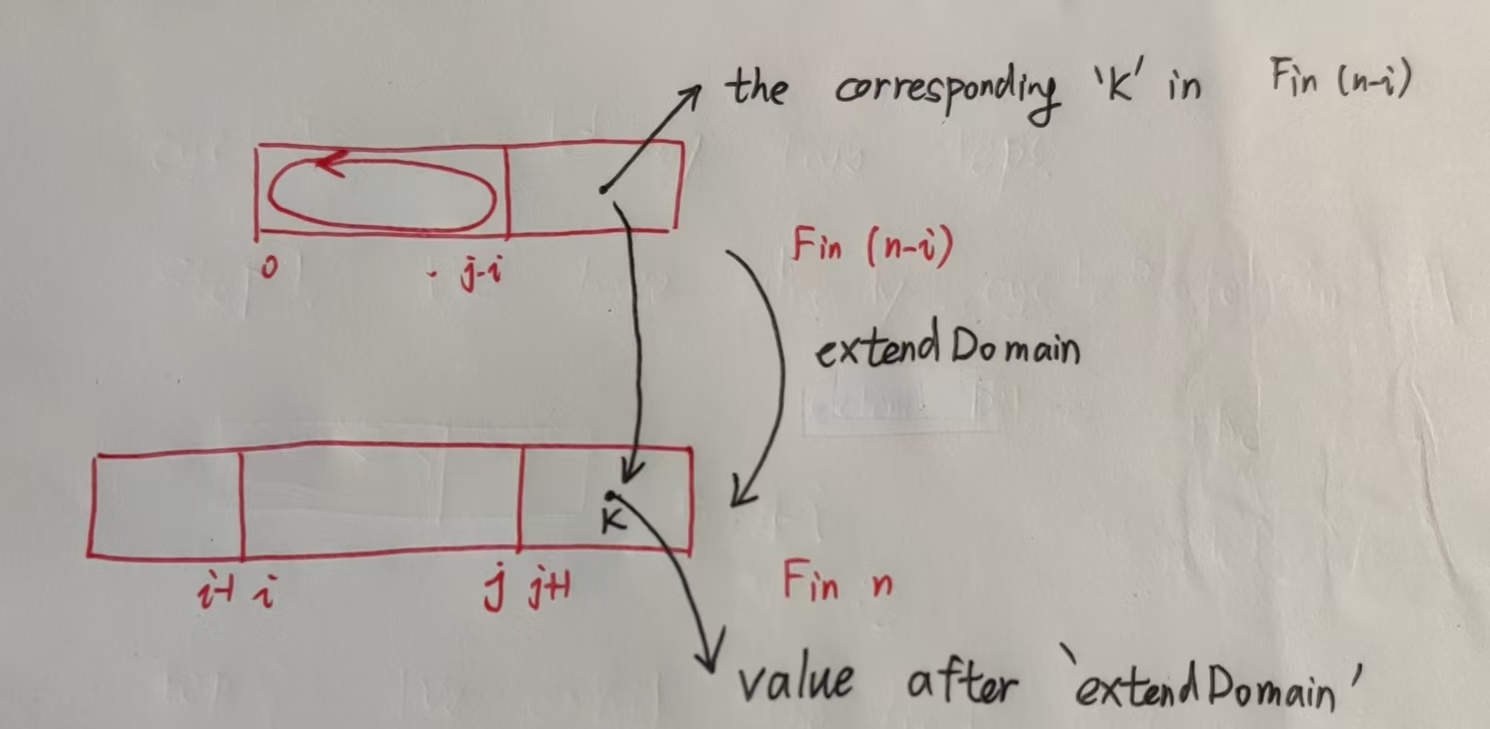 the corresponding 'K' in Fin (n-i)
0 j-i
Fin (n-i)
extendDomain
K
i-1 i j j+1
Fin n
value after `extendDomain'